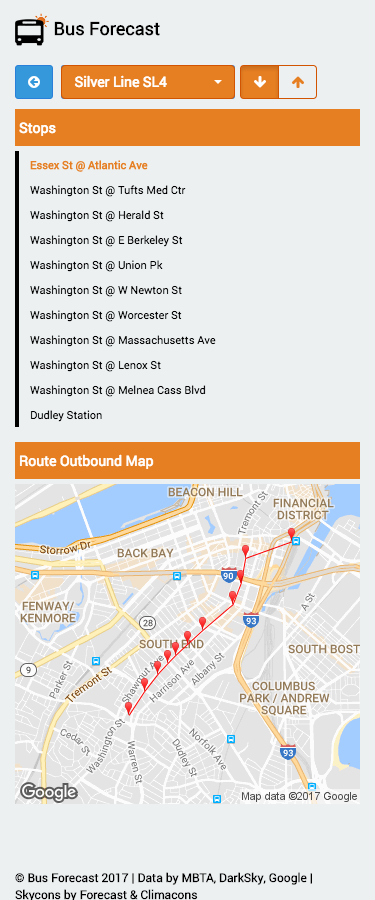 Bus Forecast
Silver Line SL4
Stops
Essex St @ Atlantic Ave
Washington St @ Tufts Med Ctr
Washington St @ Herald St
Washington St @ E Berkeley St
Washington St @ Union Pk
Washington St @ W Newton St
Washington St @ Worcester St
Washington St @ Massachusetts Ave
Washington St @ Lenox St
Washington St @ Melnea Cass Blvd
Dudley Station
Route Outbound Map
BEACON HILL
Tremont St
FINANCIAL
DISTRICT
Storrow Dr
BACK BAY
90
FENWAY/
KENMORE
28
93
A St
SOUTH END
SOUTH BOST
9
Parker St
Tremont St
Shawmut Ave
Harrison Ave
Albany St
COLUMBUS
PARK / ANDREW
SQUARE
Cedar St
Washington St
Warren St
Dudley St
Norfolk Ave
93
Google
Map data ©2017 Google
© Bus Forecast 2017 | Data by MBTA, DarkSky, Google |
Skycons by Forecast & Climacons